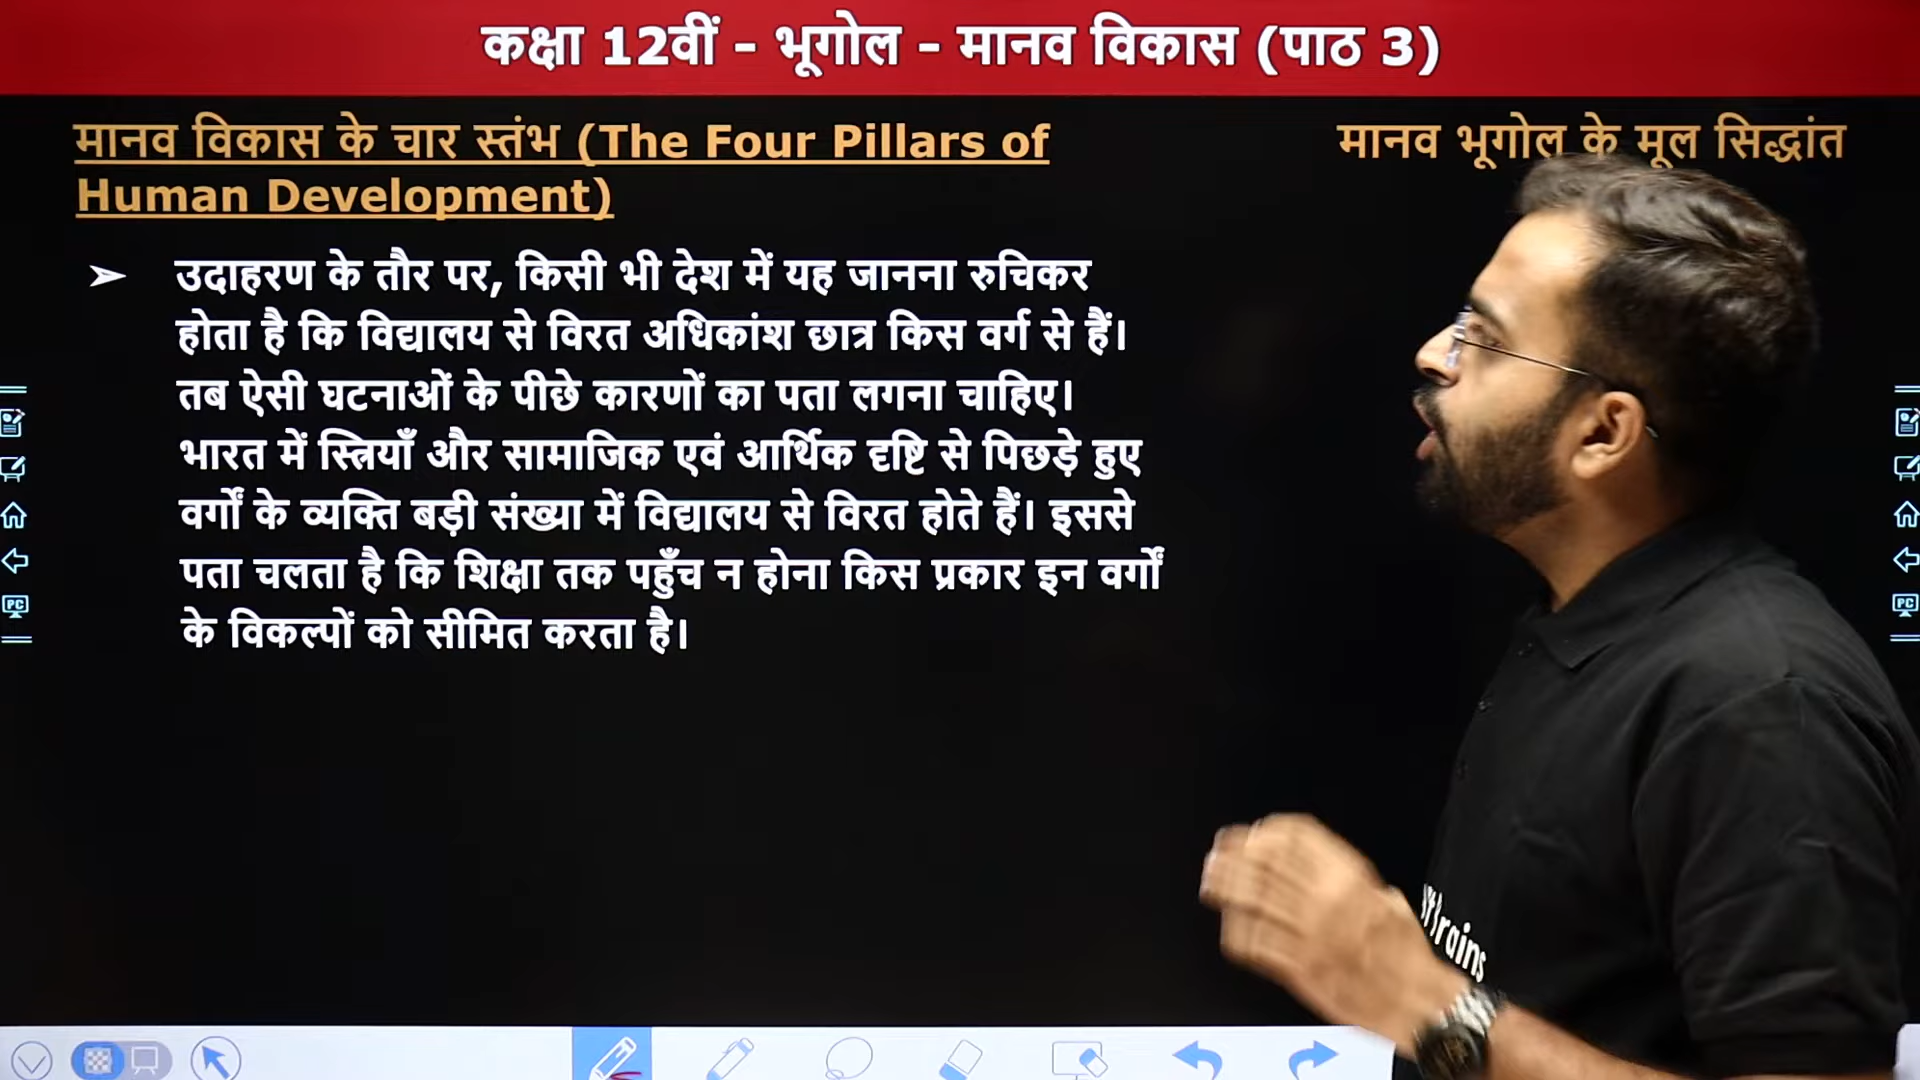 कक्षा 12वीं - भूगोल - मानव विकास (पाठ 3)
मानव विकास के चार स्तंभ (The Four Pillars of
Human Development)
मानव भूगोल के मूल सिद्धांत
➢ उदाहरण के तौर पर, किसी भी देश में यह जानना रुचिकर
होता है कि विद्यालय से विरत अधिकांश छात्र किस वर्ग से हैं।
तब ऐसी घटनाओं के पीछे कारणों का पता लगना चाहिए।
भारत में स्त्रियाँ और सामाजिक एवं आर्थिक दृष्टि से पिछड़े हुए
वर्गों के व्यक्ति बड़ी संख्या में विद्यालय से विरत होते हैं। इससे
पता चलता है कि शिक्षा तक पहुँच न होना किस प्रकार इन वर्गों
के विकल्पों को सीमित करता है।
PC
PC